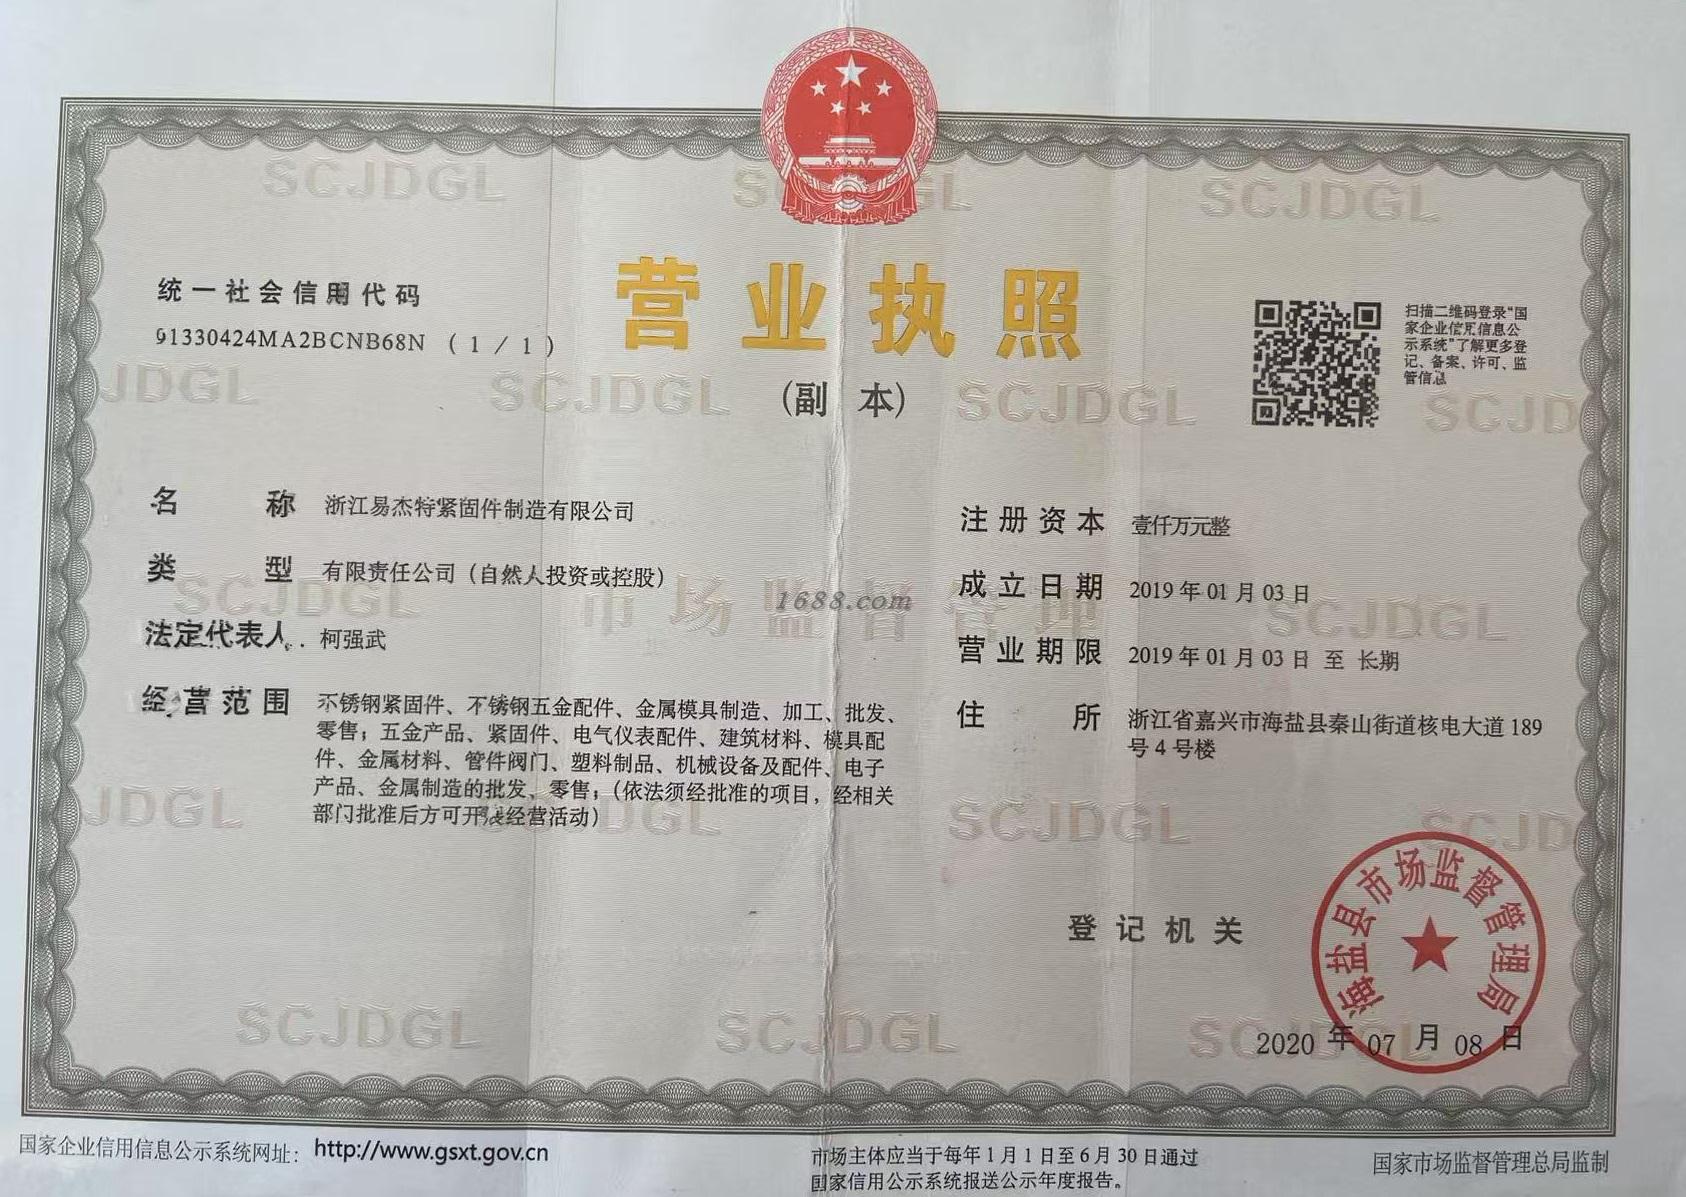 统一社会信用代码
91330424MA2BCNB68N (1/1)
营业执照
(副本)
扫描二维码登录"国
家企业信用信息公
示系统"了解更多登
记、备案、许可、监
管信息
名称 浙江易杰特紧固件制造有限公司
类型 有限责任公司（自然人投资或控股）
法定代表人 柯强武
经营范围 不锈钢紧固件、不锈钢五金配件、金属模具制造、加工、批发、
零售；五金产品、紧固件、电气仪表配件、建筑材料、模具配
件、金属材料、管件阀门、塑料制品、机械设备及配件、电子
产品、金属制造的批发、零售；(依法须经批准的项目，经相关
部门批准后方可开展经营活动)
注册资本 壹仟万元整
成立日期 2019年01月03日
营业期限 2019年01月03日 至 长期
住所 浙江省嘉兴市海盐县秦山街道核电大道189
号4号楼
1688.com
市场监督管理
SCJDGL
登记机关
海盐县市场监督管理局
2020年07月08日
国家企业信用信息公示系统网址： http://www.gsxt.gov.cn
市场主体应当于每年1月1日至6月30日通过
国家信用公示系统报送公示年度报告。
国家市场监督管理总局监制